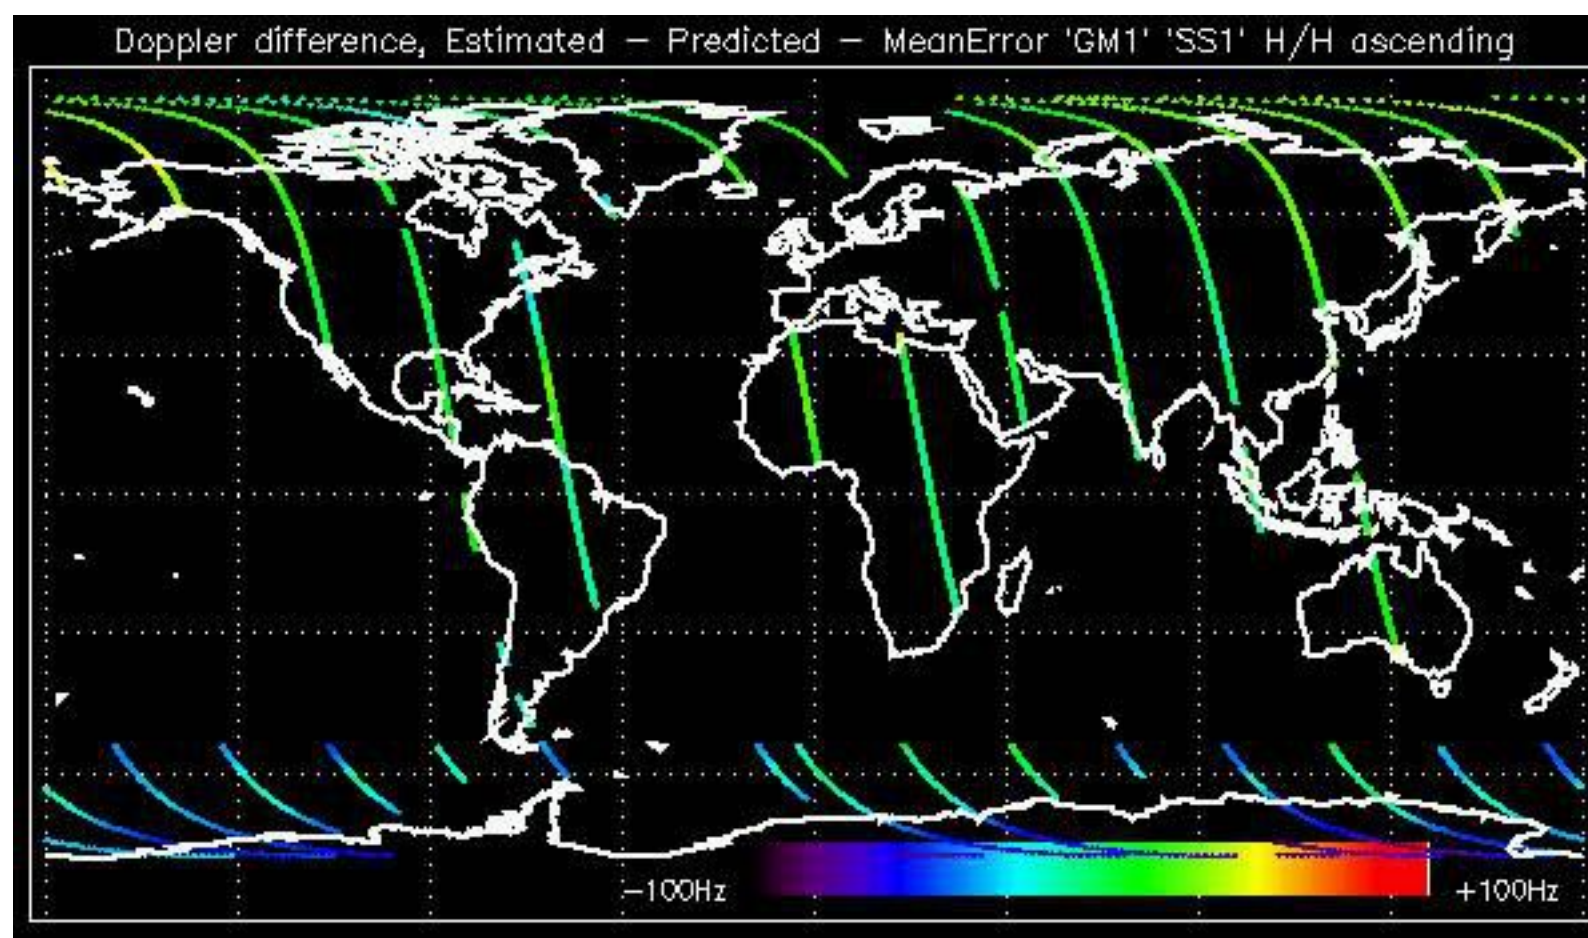 Doppler difference, Estimated − Predicted − MeanError 'GM1' 'SS1' H/H ascending
−100Hz
+100Hz